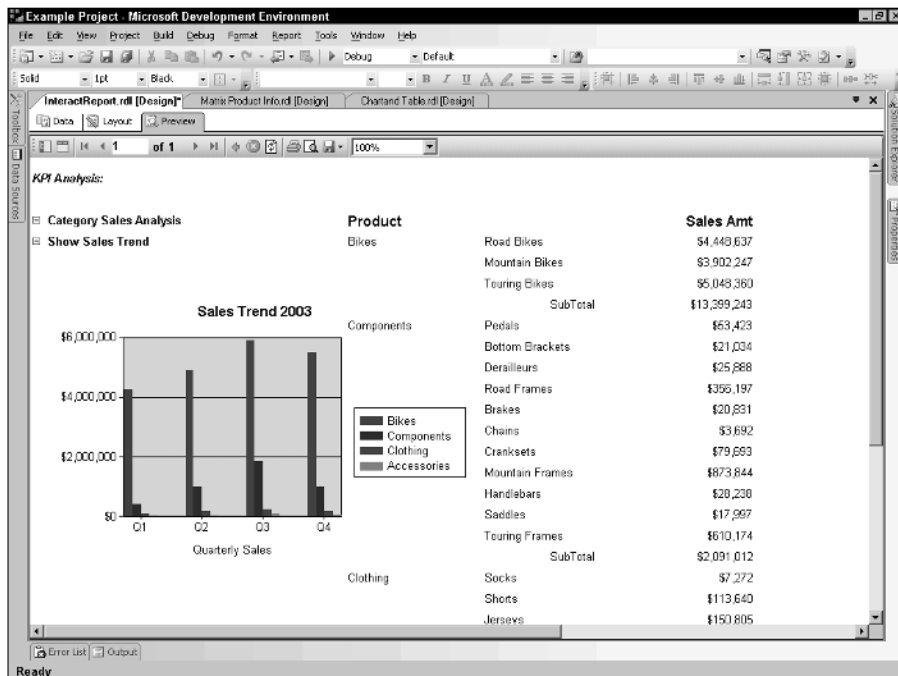 Example Project - Microsoft Development Environment
File Edit View Project Build Debug Format Report Tools Window Help
Debug Default
Solid 1pt Black B I U A
InteractReport.rdl [Design]* Matrix Product Info.rdl [Design] Chartand Table.rdl [Design]
Data Layout Preview
1 of 1 100%
Toolbox
Data Sources
Solution Explorer
Properties
KPI Analysis:
Category Sales Analysis Product Sales Amt
Show Sales Trend Bikes Road Bikes $4,448,637
Mountain Bikes $3,902,247
Touring Bikes $5,048,360
SubTotal $13,399,243
Sales Trend 2003
Components Pedals $53,423
$6,000,000
Bottom Brackets $21,034
Derailleurs $25,888
$4,000,000
Road Frames $356,197
Brakes $20,831
Bikes
Components
Clothing
Accessories
Chains $3,692
$2,000,000
Cranksets $79,693
Mountain Frames $873,844
Handlebars $28,238
$0
Saddles $17,997
Q1 Q2 Q3 Q4
Touring Frames $610,174
Quarterly Sales
SubTotal $2,091,012
Clothing Socks $7,272
Shorts $113,640
Jerseys $150,805
Error List Output
Ready